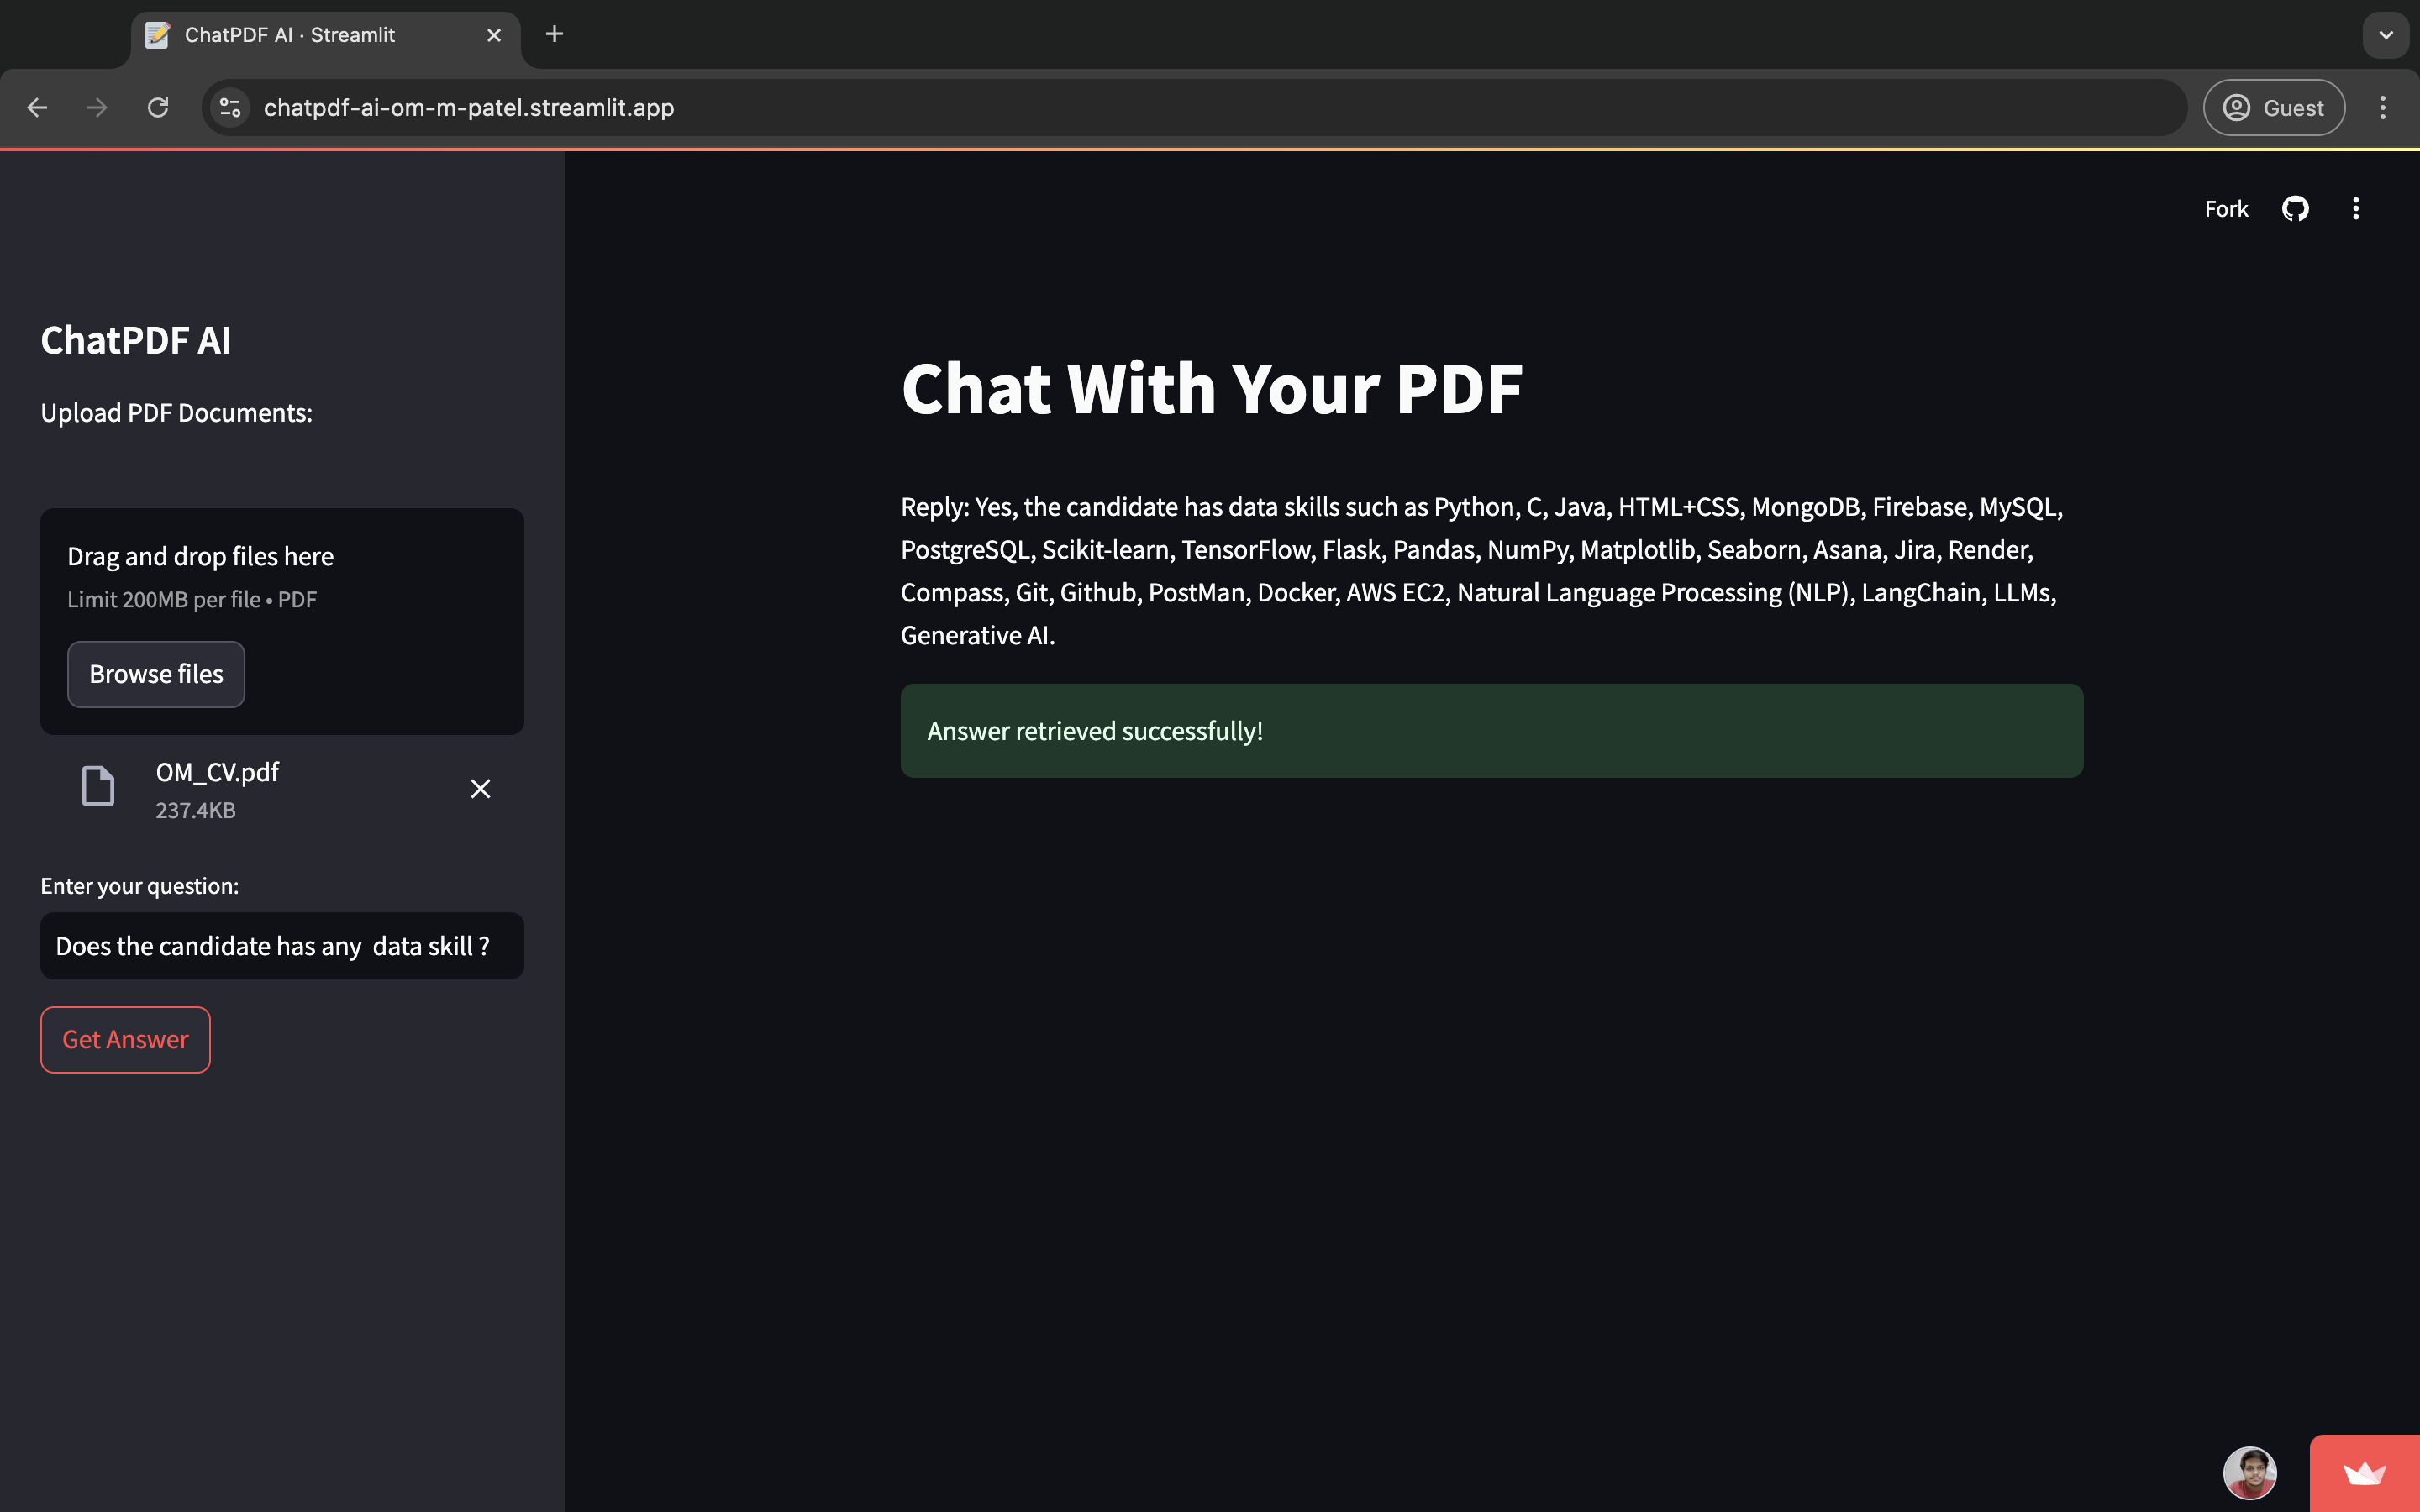 ChatPDF AI · Streamlit
chatpdf-ai-om-m-patel.streamlit.app
Guest
Fork
ChatPDF AI
Upload PDF Documents:
Drag and drop files here
Limit 200MB per file • PDF
Browse files
OM_CV.pdf
237.4KB
Enter your question:
Does the candidate has any  data skill ?
Get Answer
Chat With Your PDF
Reply: Yes, the candidate has data skills such as Python, C, Java, HTML+CSS, MongoDB, Firebase, MySQL,
PostgreSQL, Scikit-learn, TensorFlow, Flask, Pandas, NumPy, Matplotlib, Seaborn, Asana, Jira, Render,
Compass, Git, Github, PostMan, Docker, AWS EC2, Natural Language Processing (NLP), LangChain, LLMs,
Generative AI.
Answer retrieved successfully!